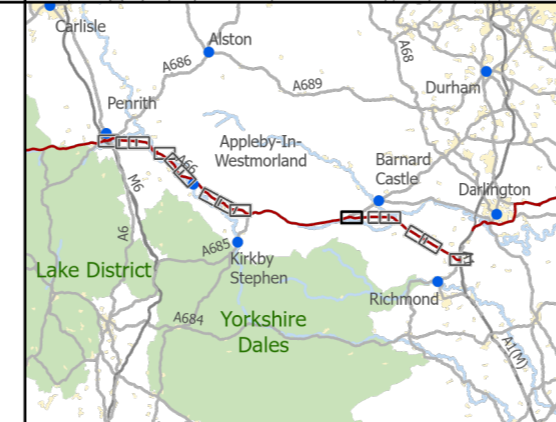 Carlisle
Alston
A686
A68
A689
Durham
Penrith
Appleby-In-
Westmorland
A66
Barnard
Castle
Darlington
M6
A6
A685
Kirkby
Stephen
Lake District
Richmond
A684
Yorkshire
Dales
A1(M)